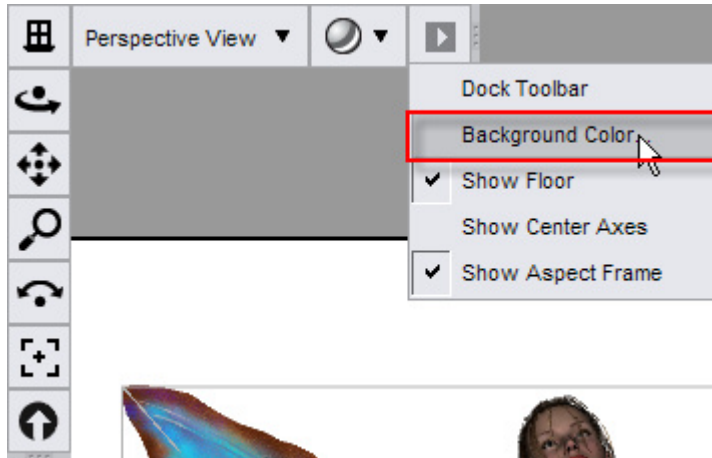 Perspective View
Dock Toolbar
Background Color...
Show Floor
Show Center Axes
Show Aspect Frame